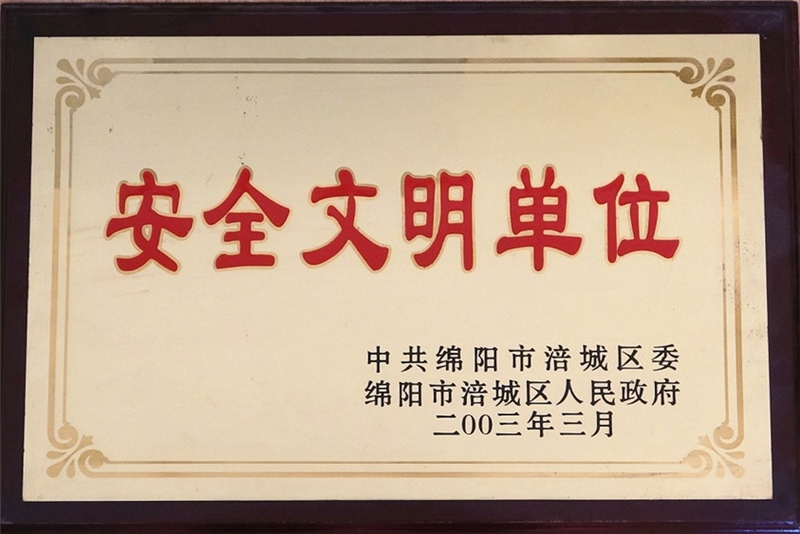 安全文明单位
中共绵阳市涪城区委
绵阳市涪城区人民政府
二00三年三月